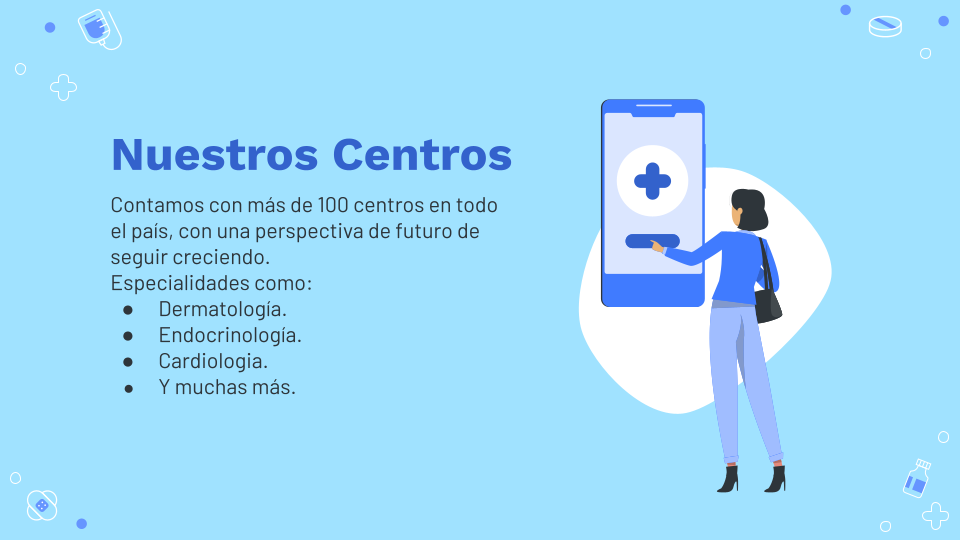 Nuestros Centros
Contamos con más de 100 centros en todo
el país, con una perspectiva de futuro de
seguir creciendo.
Especialidades como:
● Dermatología.
● Endocrinología.
● Cardiologia.
● Y muchas más.